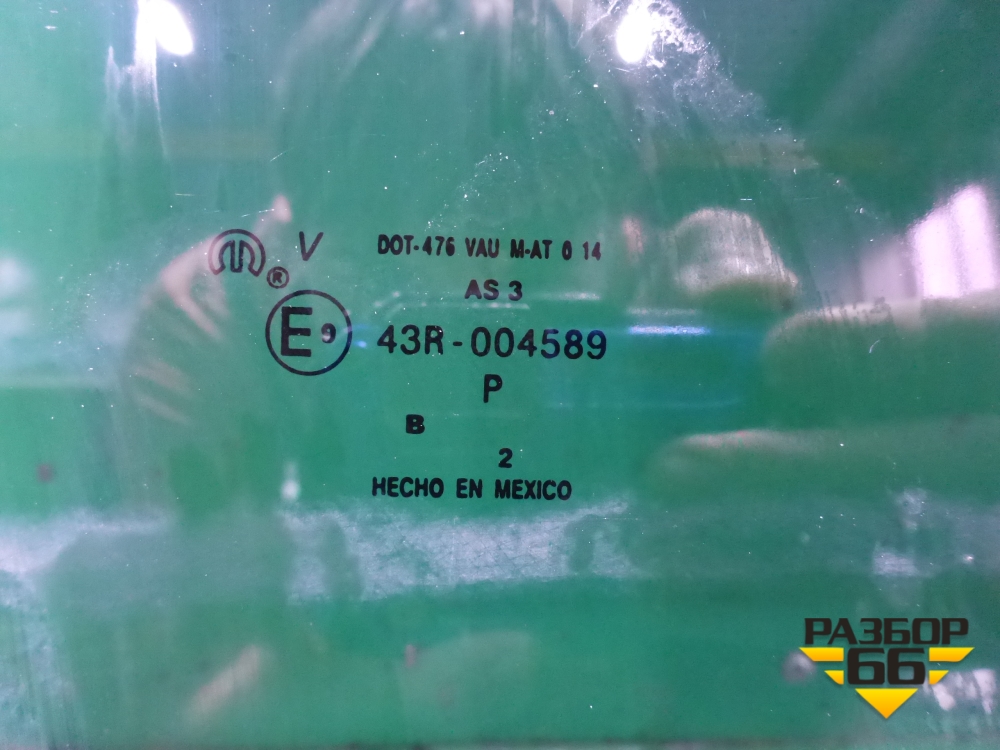 ® V DOT-476 VAU M-AT 0 14
AS 3
E9 43R-004589
P
B
2
HECHO EN MEXICO
РАЗБОР
66